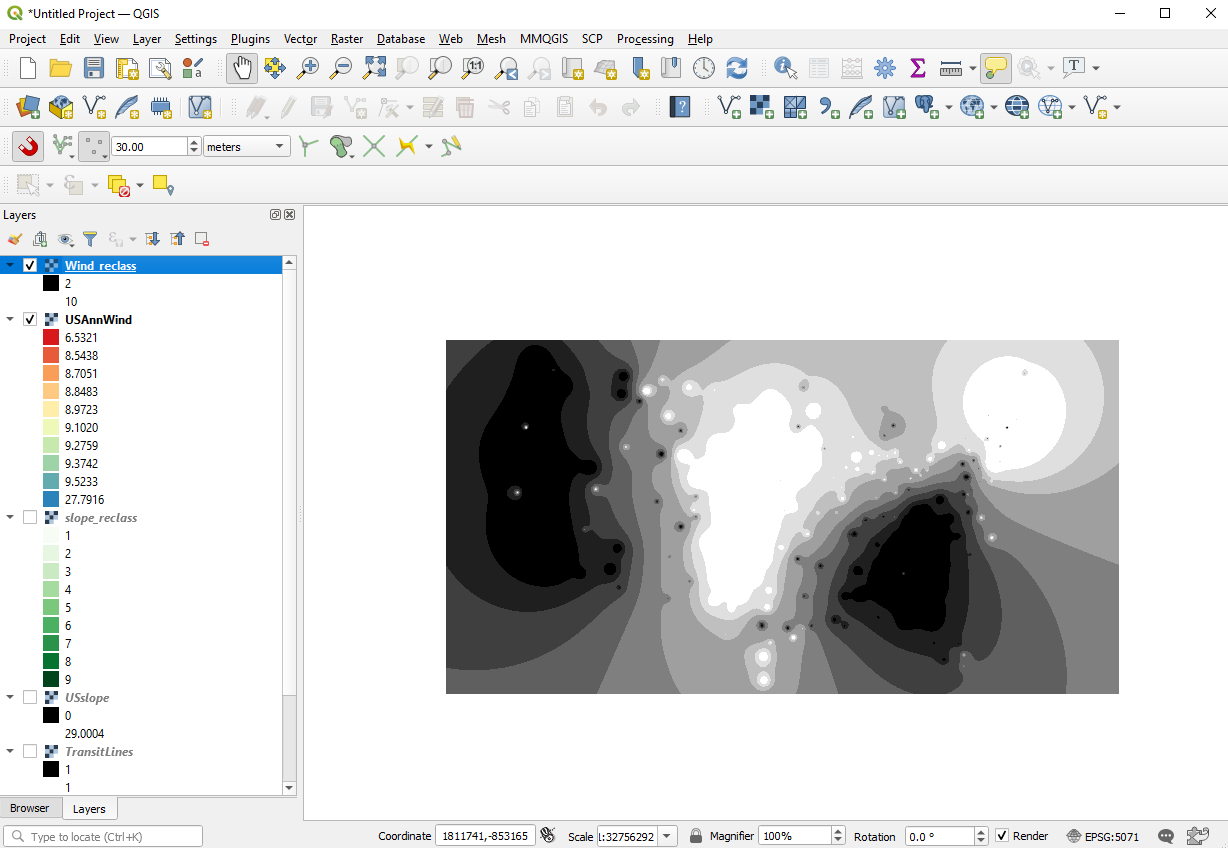 *Untitled Project — QGIS
Project Edit View Layer Settings Plugins Vector Raster Database Web Mesh MMQGIS SCP Processing Help
1:1
T
a
?
30.00 meters
Layers
Wind_reclass
2
10
USAnnWind
6.5321
8.5438
8.7051
8.8483
8.9723
9.1020
9.2759
9.3742
9.5233
27.7916
slope_reclass
1
2
3
4
5
6
7
8
9
USslope
0
29.0004
TransitLines
1
1
Browser Layers
Type to locate (Ctrl+K) Coordinate 1811741,-853165 Scale 1:32756292 Magnifier 100% Rotation 0.0 ° Render EPSG:5071